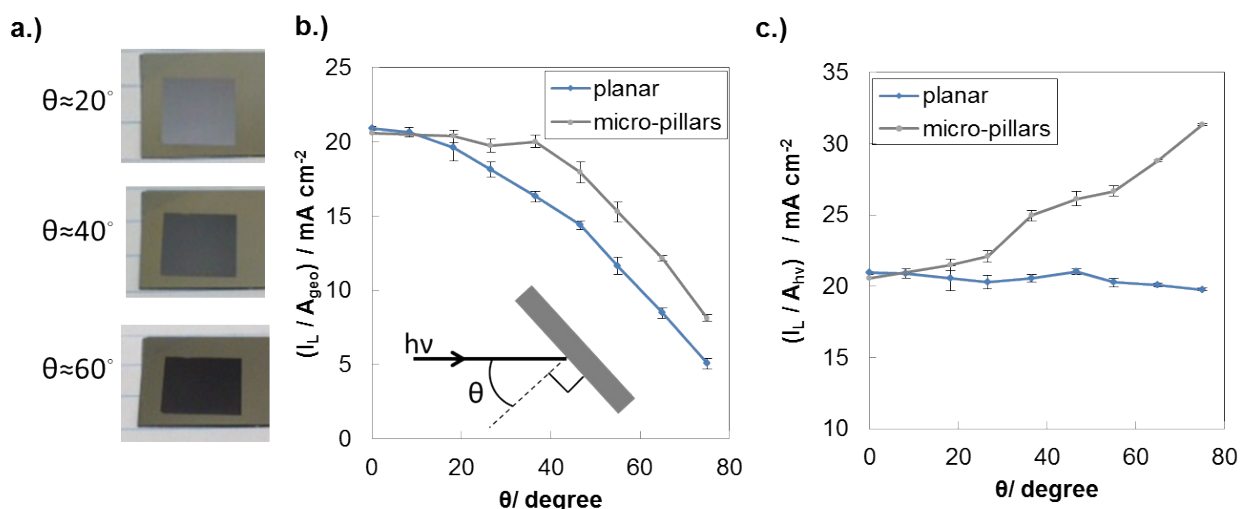 a.)
θ≈20°
θ≈40°
θ≈60°
b.)
25
20
15
10
5
0
(I_L / A_geo) / mA cm⁻²
planar
micro-pillars
hν
θ
0 20 40 60 80
θ/ degree
c.)
35
30
25
20
15
10
(I_L / A_hν) / mA cm⁻²
planar
micro-pillars
0 20 40 60 80
θ/ degree